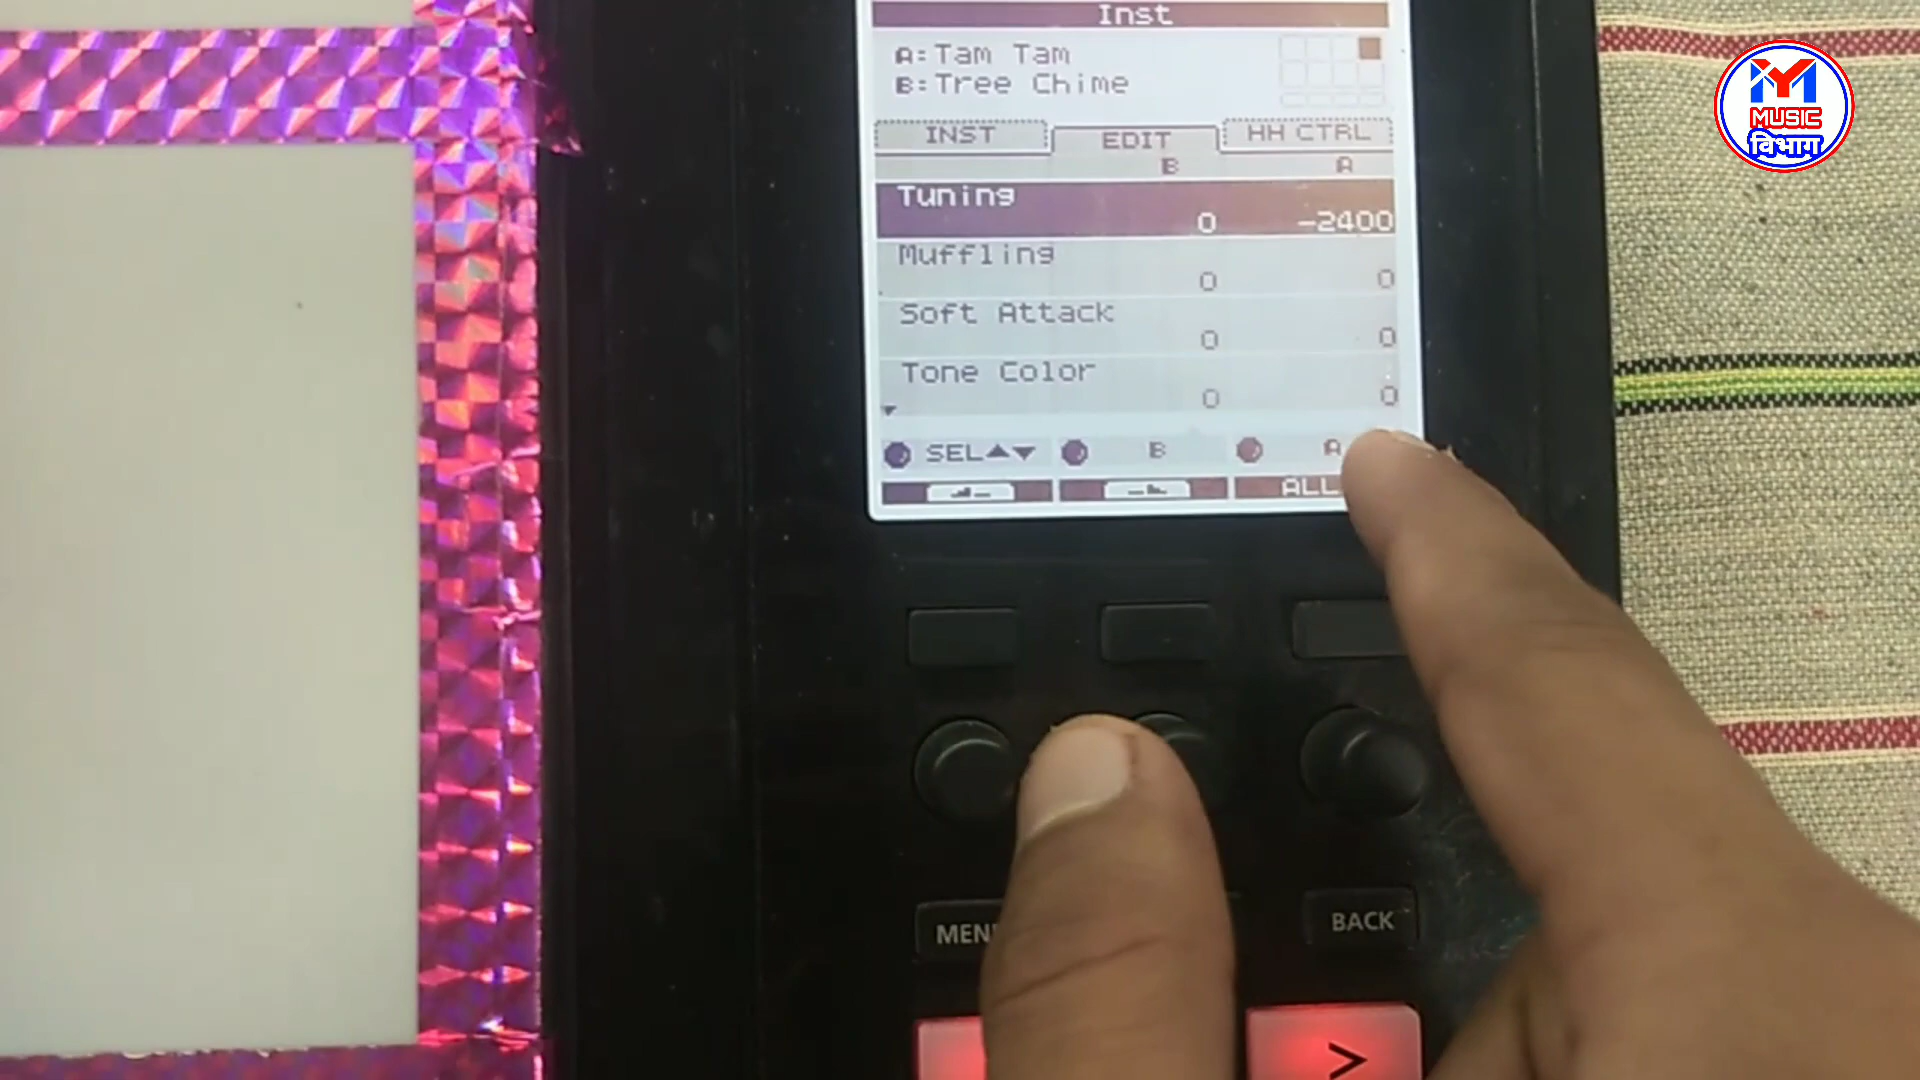 Inst
A:Tam Tam
B:Tree Chime
INST EDIT HH CTRL
B A
Tuning
0 -2400
Muffling
0 0
Soft Attack
0 0
Tone Color
0 0
SEL▲▼ B A
ALL
BACK
>
MUSIC
विभाग